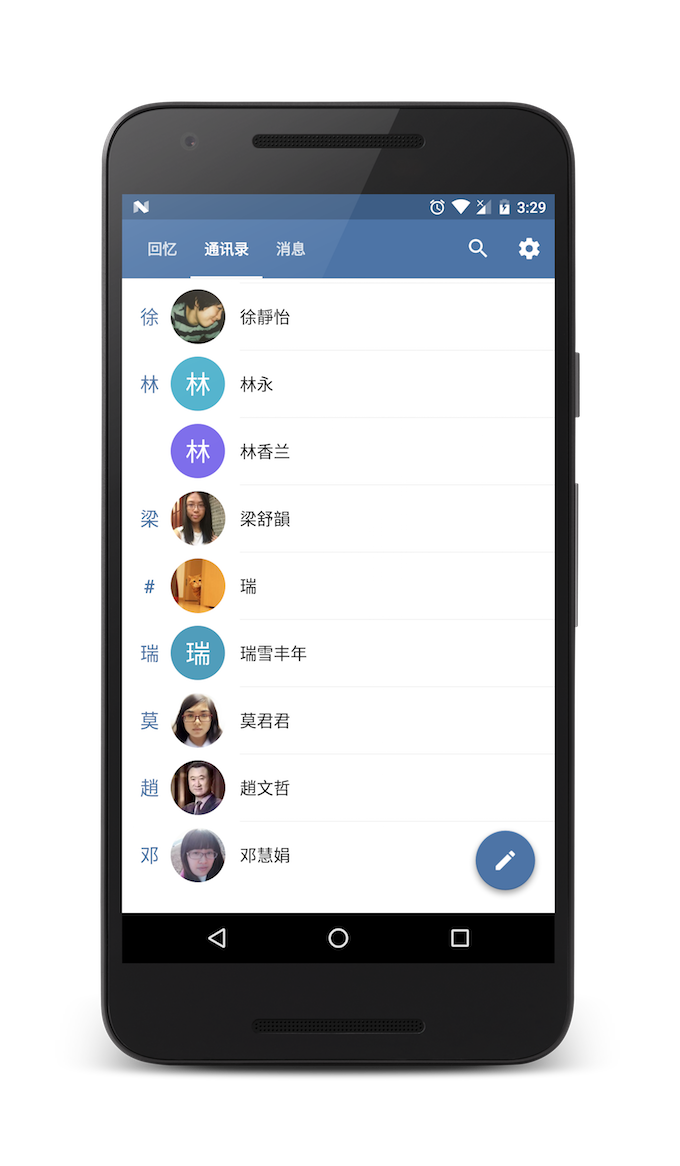 3:29
回忆 通讯录 消息
徐 徐靜怡
林 林 林永
林 林香兰
梁 梁舒韻
# 瑞
瑞 瑞 瑞雪丰年
莫 莫君君
趙 趙文哲
邓 邓慧娟